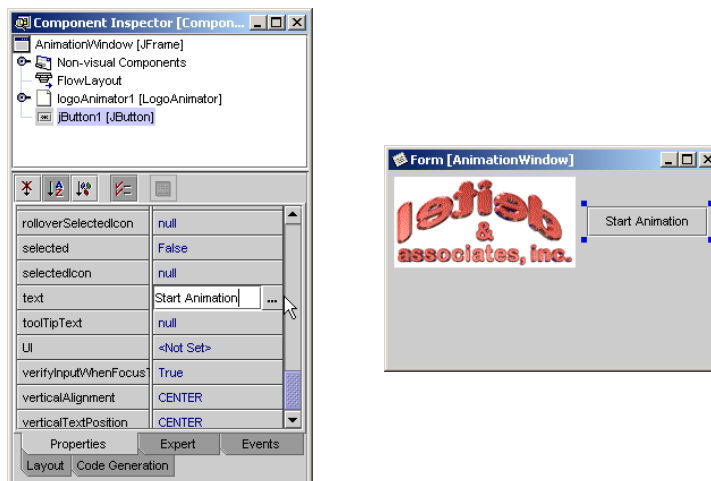 Component Inspector [Compon...
AnimationWindow [JFrame]
Non-visual Components
FlowLayout
logoAnimator1 [LogoAnimator]
jButton1 [JButton]
rolloverSelectedIcon null
selected False
selectedIcon null
text Start Animation ...
toolTipText null
UI <Not Set>
verifyInputWhenFocusT True
verticalAlignment CENTER
verticalTextPosition CENTER
Properties Expert Events
Layout Code Generation
Form [AnimationWindow]
deitel
&
associates, inc.
Start Animation